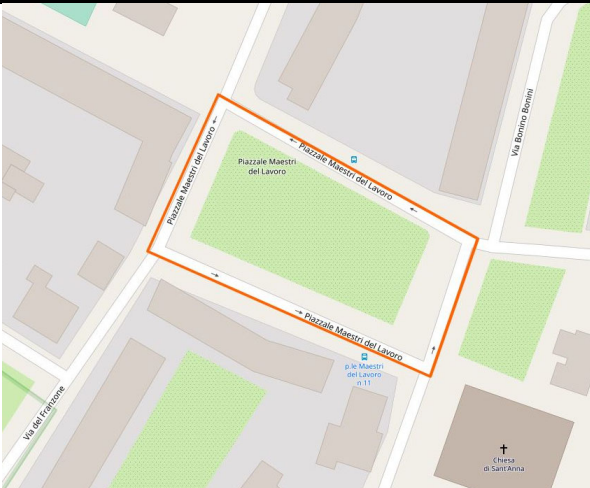 Via Bonino Bonini
Piazzale Maestri del Lavoro
Piazzale Maestri
del Lavoro
Piazzale Maestri del Lavoro
Piazzale Maestri del Lavoro
p.le Maestri
del Lavoro
n.11
Via del Franzone
Chiesa
di Sant'Anna